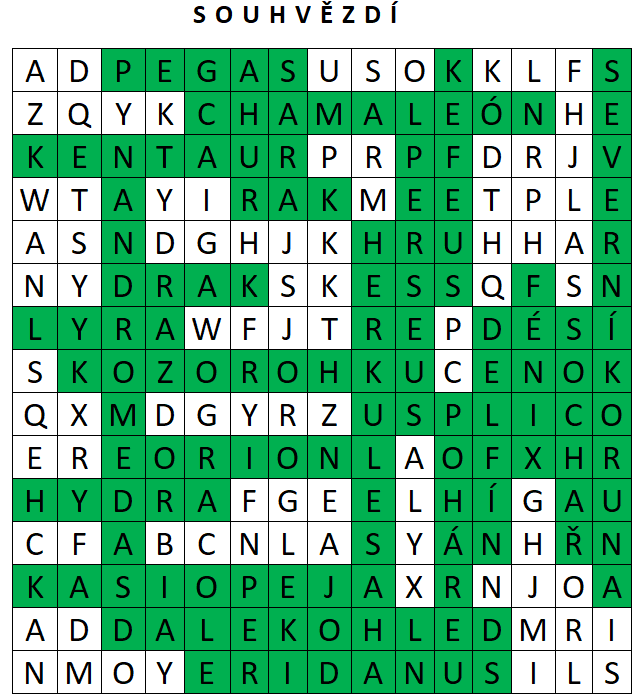 SOUHVĚZDÍ
A D P E G A S U S O K K L F S
Z Q Y K C H A M A L E Ó N H E
K E N T A U R P R P F D R J V
W T A Y I R A K M E E T P L E
A S N D G H J K H R U H H A R
N Y D R A K S K E S S Q F S N
L Y R A W F J T R E P D É S Í
S K O Z O R O H K U C E N O K
Q X M D G Y R Z U S P L I C O
E R E O R I O N L A O F X H R
H Y D R A F G E E L H Í G A U
C F A B C N L A S Y Á N H Ř N
K A S I O P E J A X R N J O A
A D D A L E K O H L E D M R I
N M O Y E R I D A N U S I L S